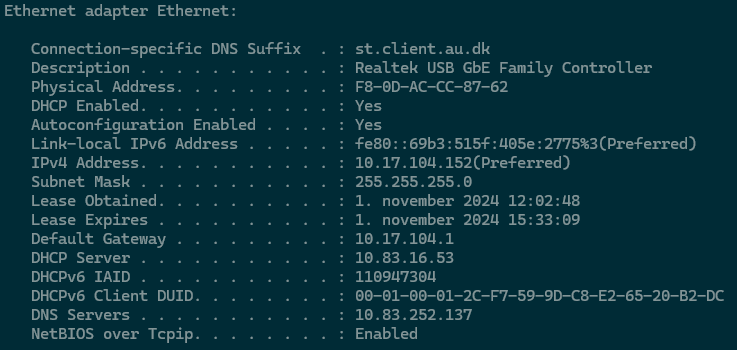 Ethernet adapter Ethernet:
Connection-specific DNS Suffix  . : st.client.au.dk
Description . . . . . . . . . . . : Realtek USB GbE Family Controller
Physical Address. . . . . . . . . : F8-0D-AC-CC-87-62
DHCP Enabled. . . . . . . . . . . : Yes
Autoconfiguration Enabled . . . . : Yes
Link-local IPv6 Address . . . . . : fe80::69b3:515f:405e:2775%3(Preferred)
IPv4 Address. . . . . . . . . . . : 10.17.104.152(Preferred)
Subnet Mask . . . . . . . . . . . : 255.255.255.0
Lease Obtained. . . . . . . . . . : 1. november 2024 12:02:48
Lease Expires . . . . . . . . . . : 1. november 2024 15:33:09
Default Gateway . . . . . . . . . : 10.17.104.1
DHCP Server . . . . . . . . . . . : 10.83.16.53
DHCPv6 IAID . . . . . . . . . . . : 110947304
DHCPv6 Client DUID. . . . . . . . : 00-01-00-01-2C-F7-59-9D-C8-E2-65-20-B2-DC
DNS Servers . . . . . . . . . . . : 10.83.252.137
NetBIOS over Tcpip. . . . . . . . : Enabled